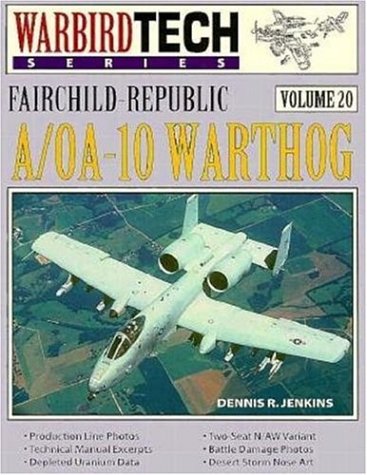 WARBIRDTECH
SERIES
FAIRCHILD-REPUBLIC
VOLUME 20
A/OA-10 WARTHOG
DENNIS R. JENKINS
• Production Line Photos
• Technical Manual Excerpts
• Depleted Uranium Data
• Two-Seat N/AW Variant
• Battle Damage Photos
• Desert Storm Nose Art